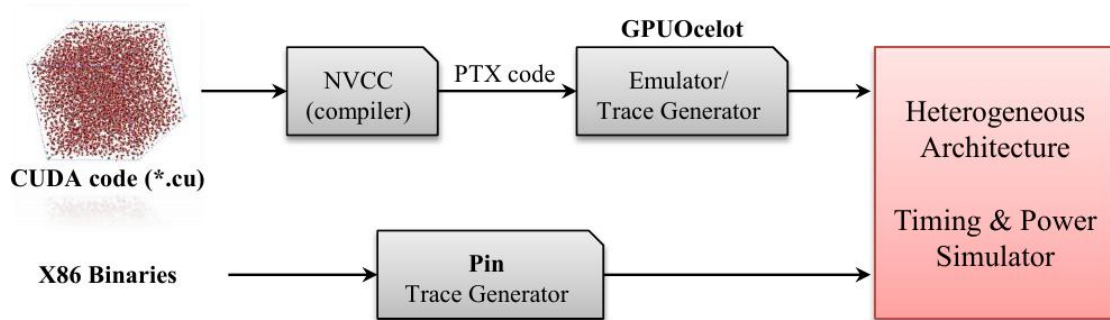 GPUOcelot
NVCC
(compiler)
PTX code
Emulator/
Trace Generator
CUDA code (*.cu)
Heterogeneous
Architecture
Timing & Power
Simulator
X86 Binaries
Pin
Trace Generator